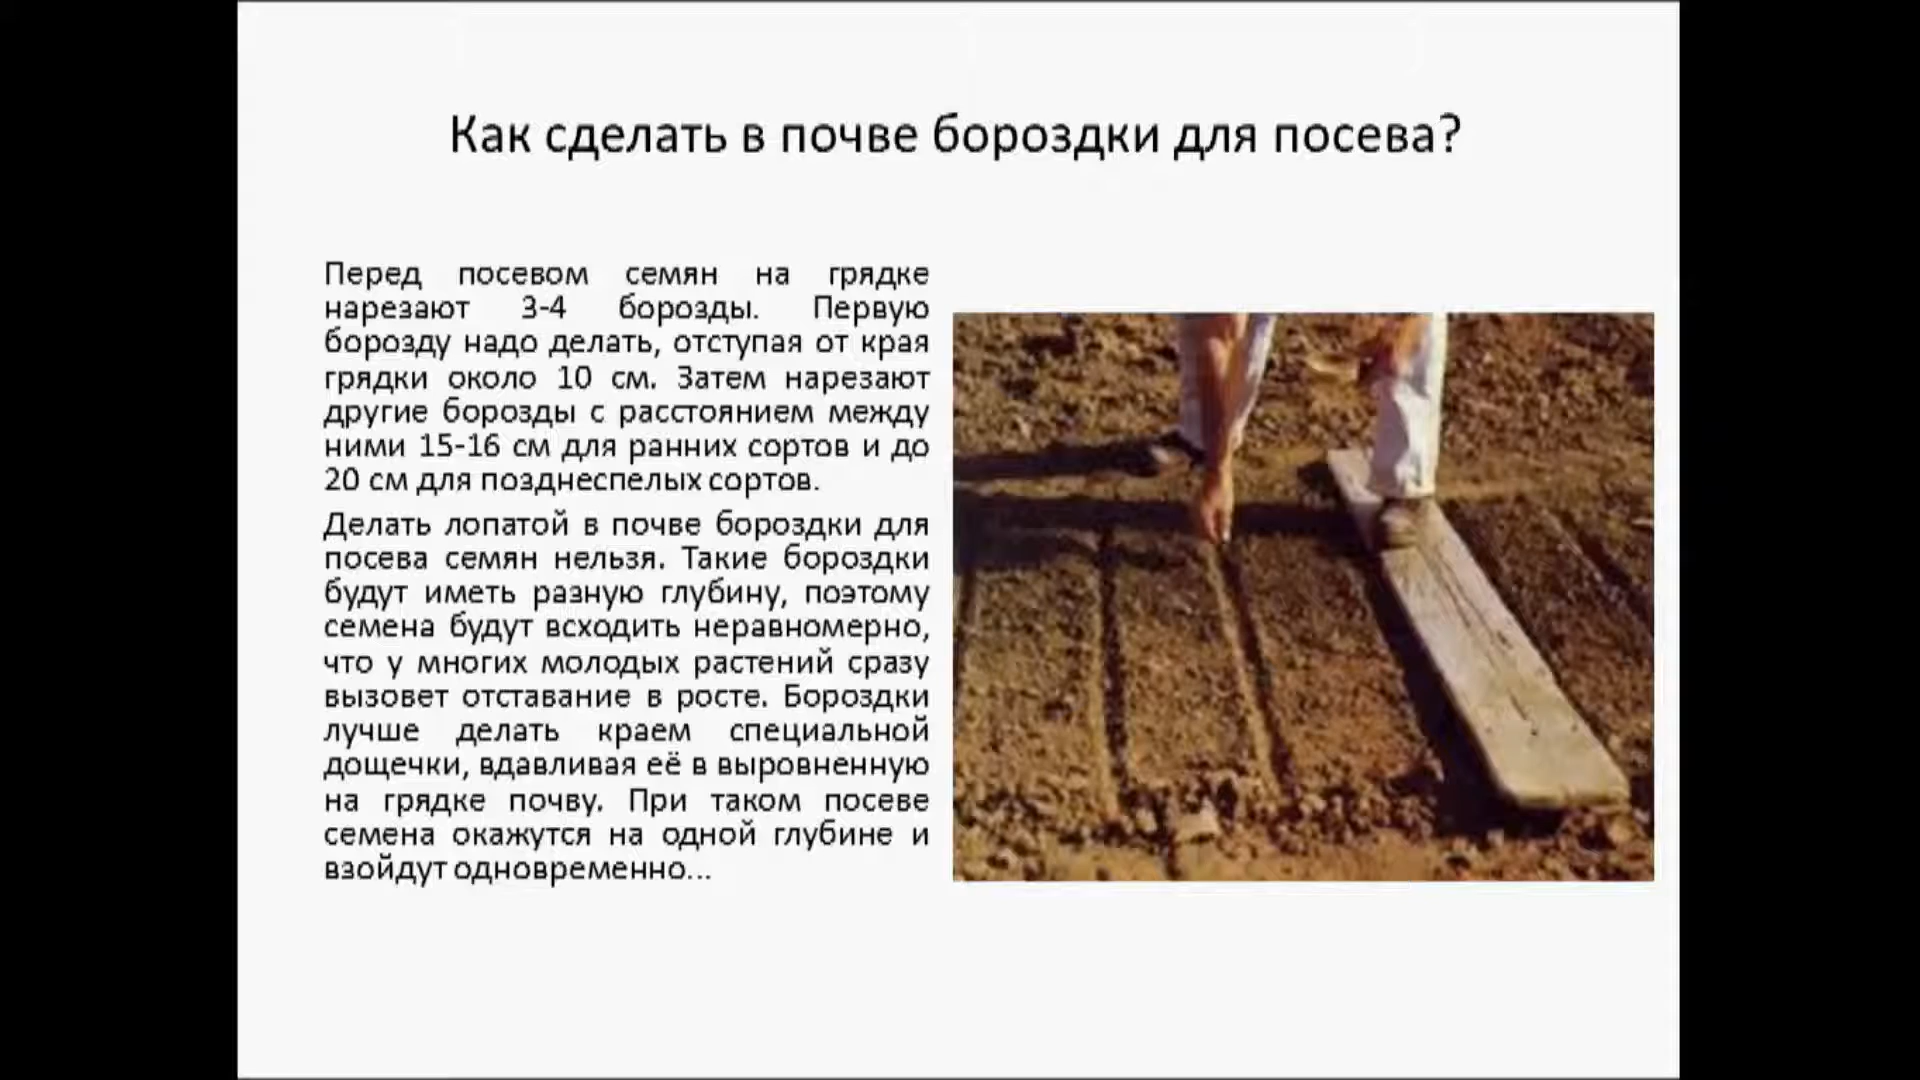 Как сделать в почве бороздки для посева?
Перед посевом семян на грядке
нарезают 3-4 борозды. Первую
борозду надо делать, отступая от края
грядки около 10 см. Затем нарезают
другие борозды с расстоянием между
ними 15-16 см для ранних сортов и до
20 см для позднеспелых сортов.
Делать лопатой в почве бороздки для
посева семян нельзя. Такие бороздки
будут иметь разную глубину, поэтому
семена будут всходить неравномерно,
что у многих молодых растений сразу
вызовет отставание в росте. Бороздки
лучше делать краем специальной
дощечки, вдавливая её в выровненную
на грядке почву. При таком посеве
семена окажутся на одной глубине и
взойдут одновременно...